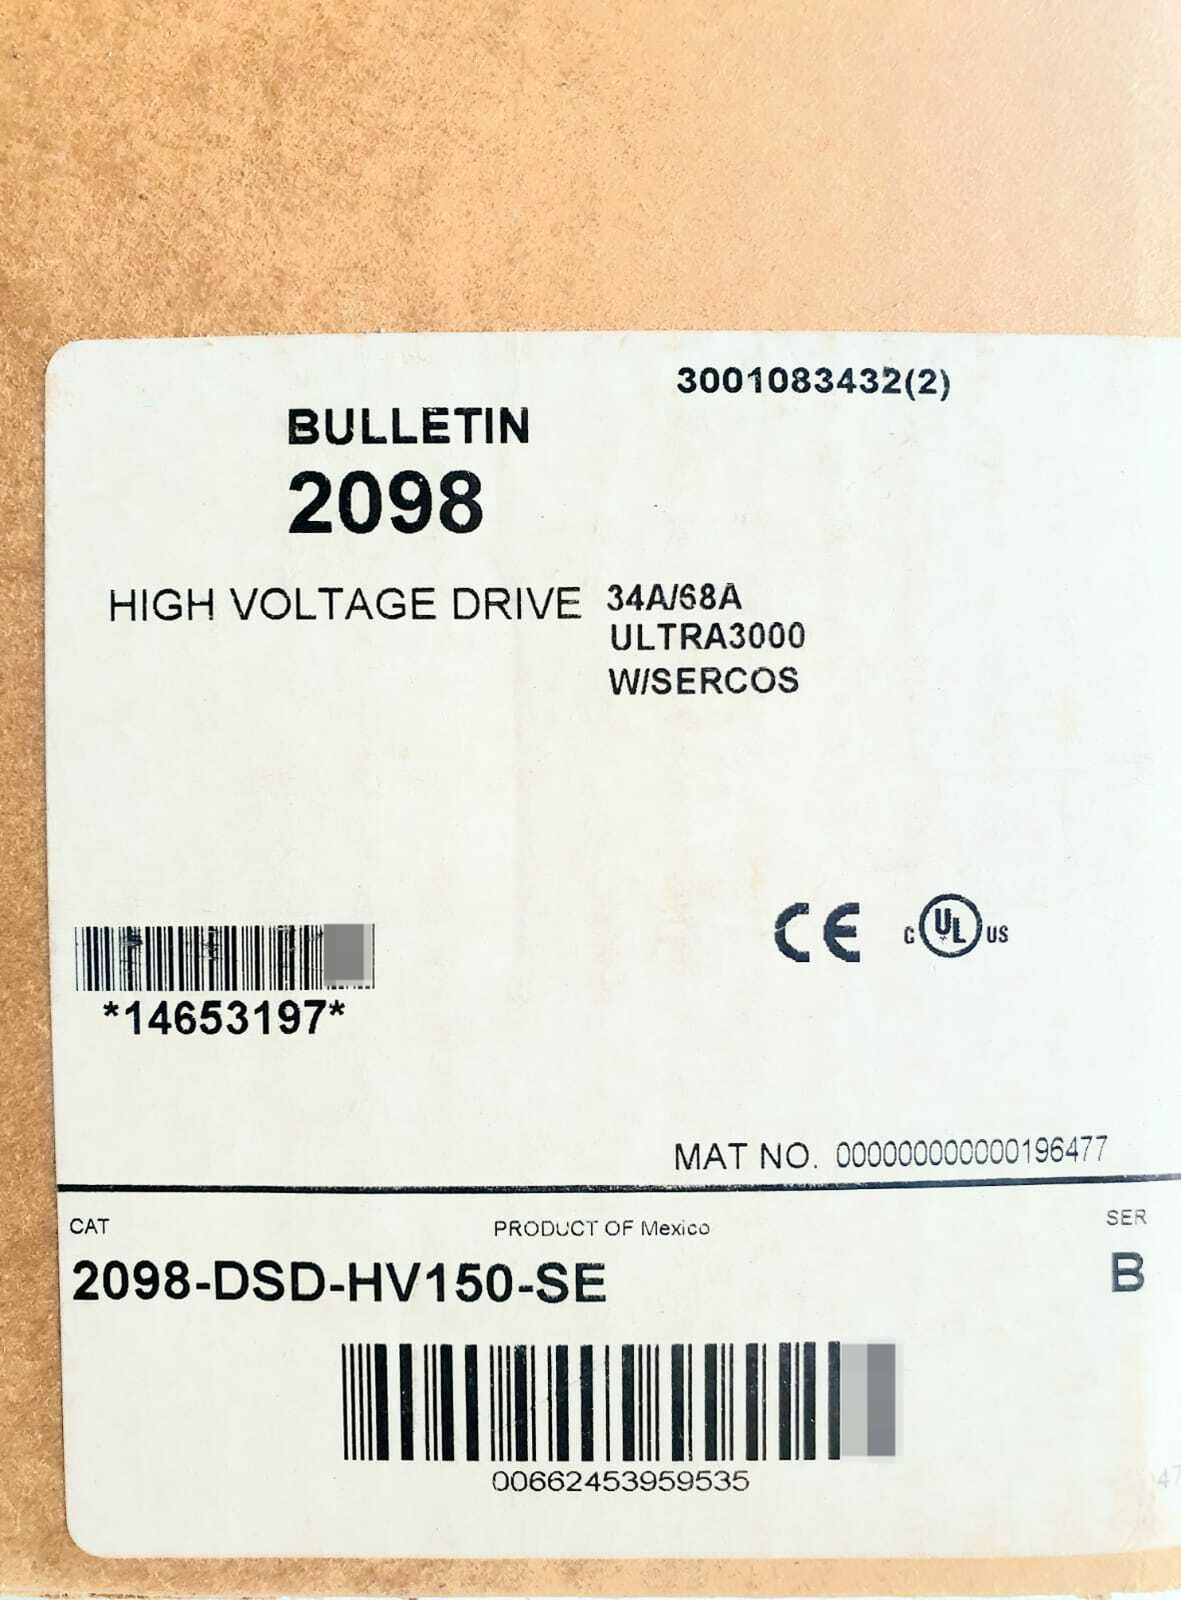 3001083432(2)
BULLETIN
2098
HIGH VOLTAGE DRIVE 34A/68A
ULTRA3000
W/SERCOS
CE C UL US
*14653197*
MAT NO. 000000000000196477
CAT PRODUCT OF Mexico SER
2098-DSD-HV150-SE B
00662453959535
47